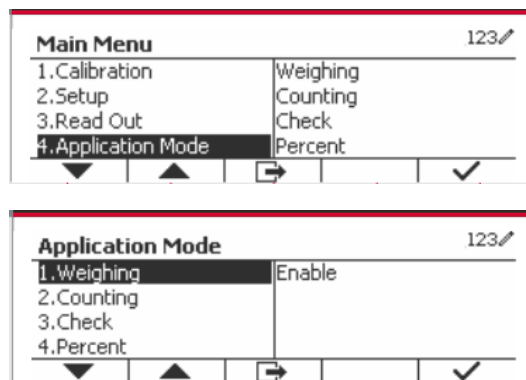 Main Menu 123
1.Calibration Weighing
2.Setup Counting
3.Read Out Check
4.Application Mode Percent
Application Mode 123
1.Weighing Enable
2.Counting
3.Check
4.Percent